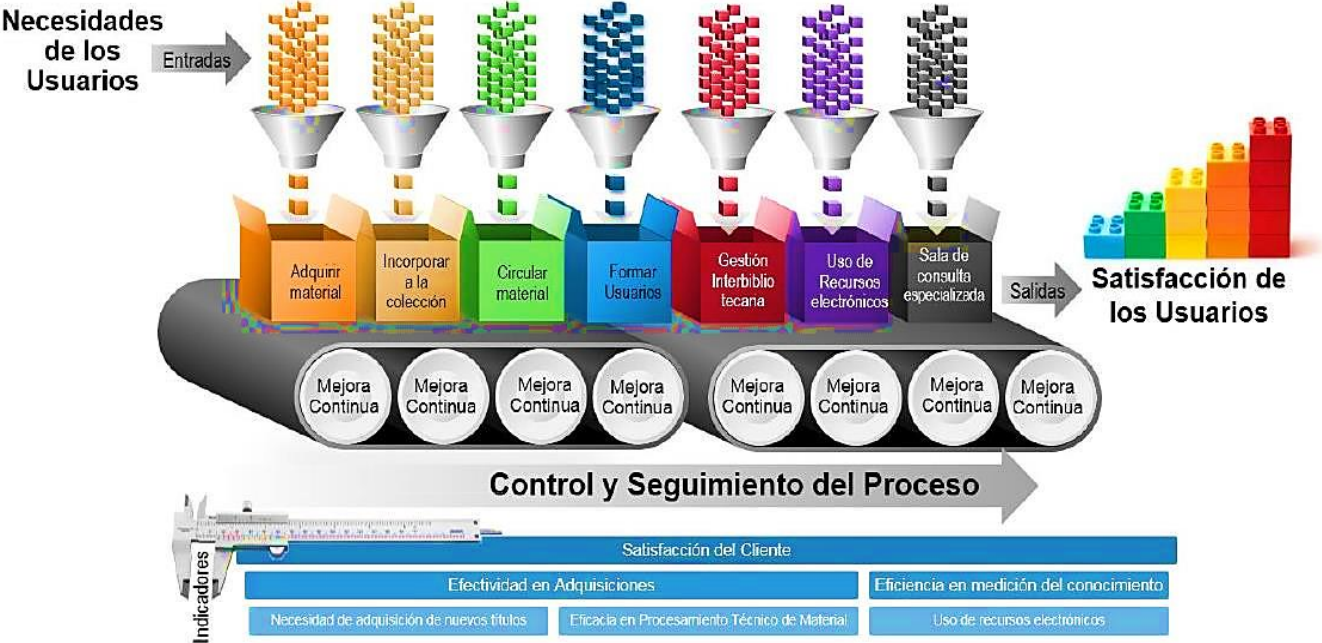 Necesidades
de los
Usuarios
Entradas
Adquirir
material
Incorporar
a la
colección
Circular
material
Formar
Usuarios
Gestión
Interbiblio
tecaria
Uso de
Recursos
electrónicos
Sala de
consulta
especializada
Salidas
Satisfacción de
los Usuarios
Mejora
Continua
Mejora
Continua
Mejora
Continua
Mejora
Continua
Mejora
Continua
Mejora
Continua
Mejora
Continua
Mejora
Continua
Control y Seguimiento del Proceso
Indicadores
Satisfacción del Cliente
Efectividad en Adquisiciones
Eficiencia en medición del conocimiento
Necesidad de adquisición de nuevos títulos
Eficacia en Procesamiento Técnico de Material
Uso de recursos electrónicos